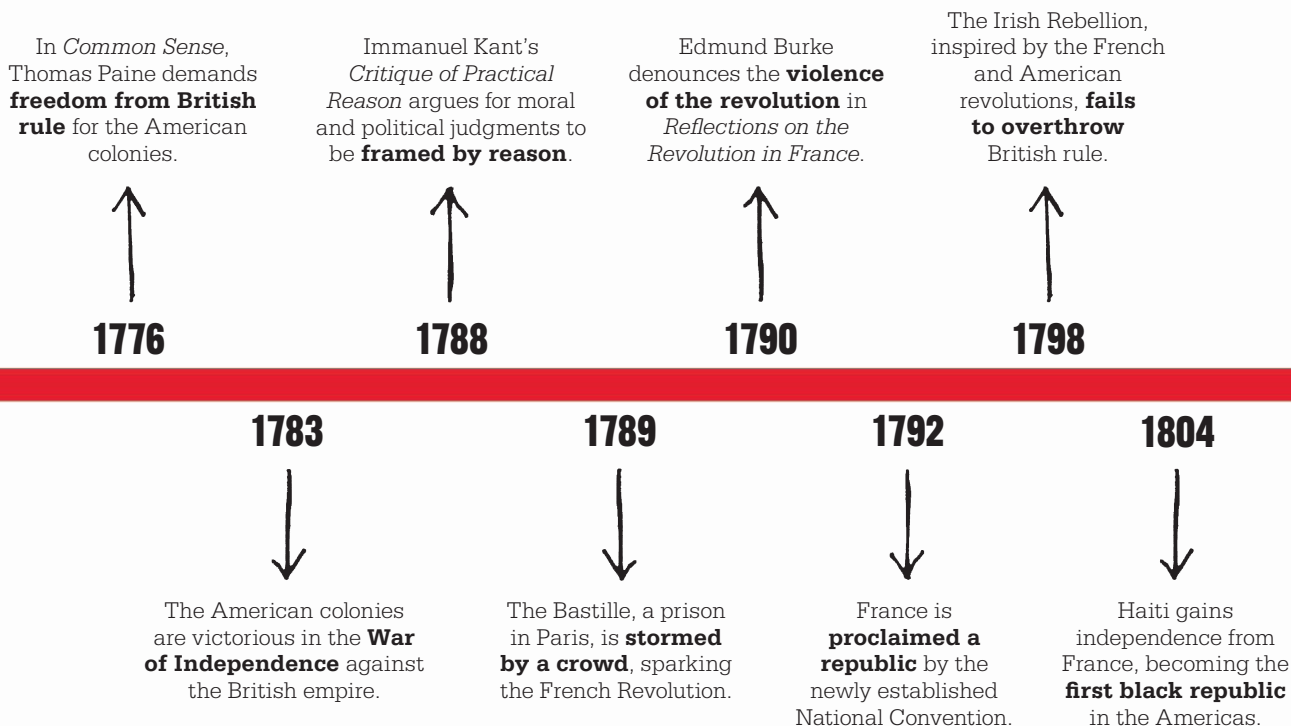 In Common Sense,
Thomas Paine demands
freedom from British
rule for the American
colonies.
1776
Immanuel Kant's
Critique of Practical
Reason argues for moral
and political judgments to
be framed by reason.
1788
Edmund Burke
denounces the violence
of the revolution in
Reflections on the
Revolution in France.
1790
The Irish Rebellion,
inspired by the French
and American
revolutions, fails
to overthrow
British rule.
1798
1783
The American colonies
are victorious in the War
of Independence against
the British empire.
1789
The Bastille, a prison
in Paris, is stormed
by a crowd, sparking
the French Revolution.
1792
France is
proclaimed a
republic by the
newly established
National Convention.
1804
Haiti gains
independence from
France, becoming the
first black republic
in the Americas.